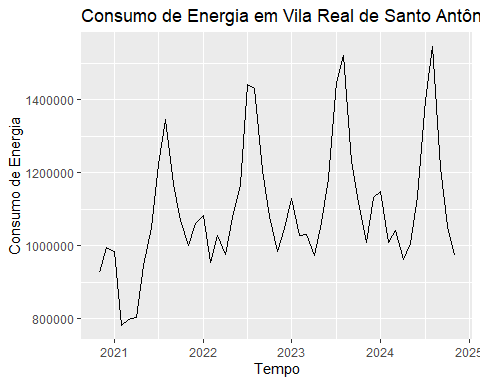 Consumo de Energia em Vila Real de Santo Antôn
1400000
1200000
1000000
800000
Consumo de Energia
2021 2022 2023 2024 2025
Tempo